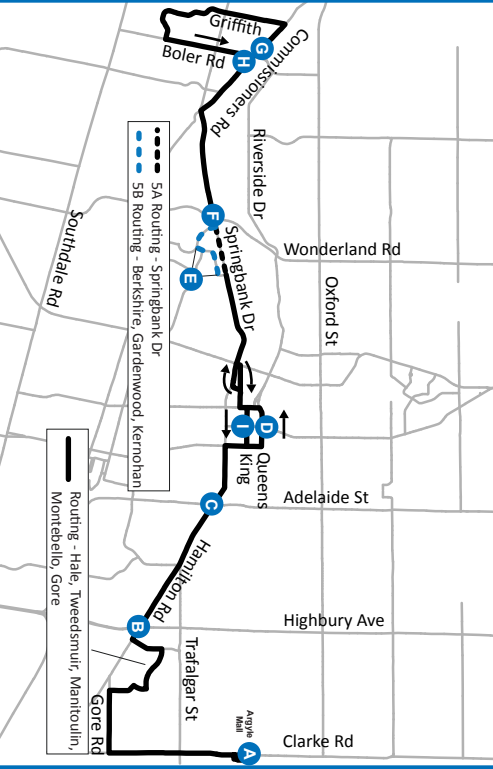 Griffith
Boler Rd
G
H
Commissioners Rd
Riverside Dr
Southdale Rd
F
Springbank Dr
E
Wonderland Rd
Oxford St
5A Routing - Springbank Dr
5B Routing - Berkshire, Gardenwood, Kernohan
I
D
Queens
King
Adelaide St
C
Hamilton Rd
B
Highbury Ave
Trafalgar St
Routing - Hale, Tweedsmuir, Manitoulin,
Montebello, Gore
Gore Rd
Argyle
Mall
A
Clarke Rd